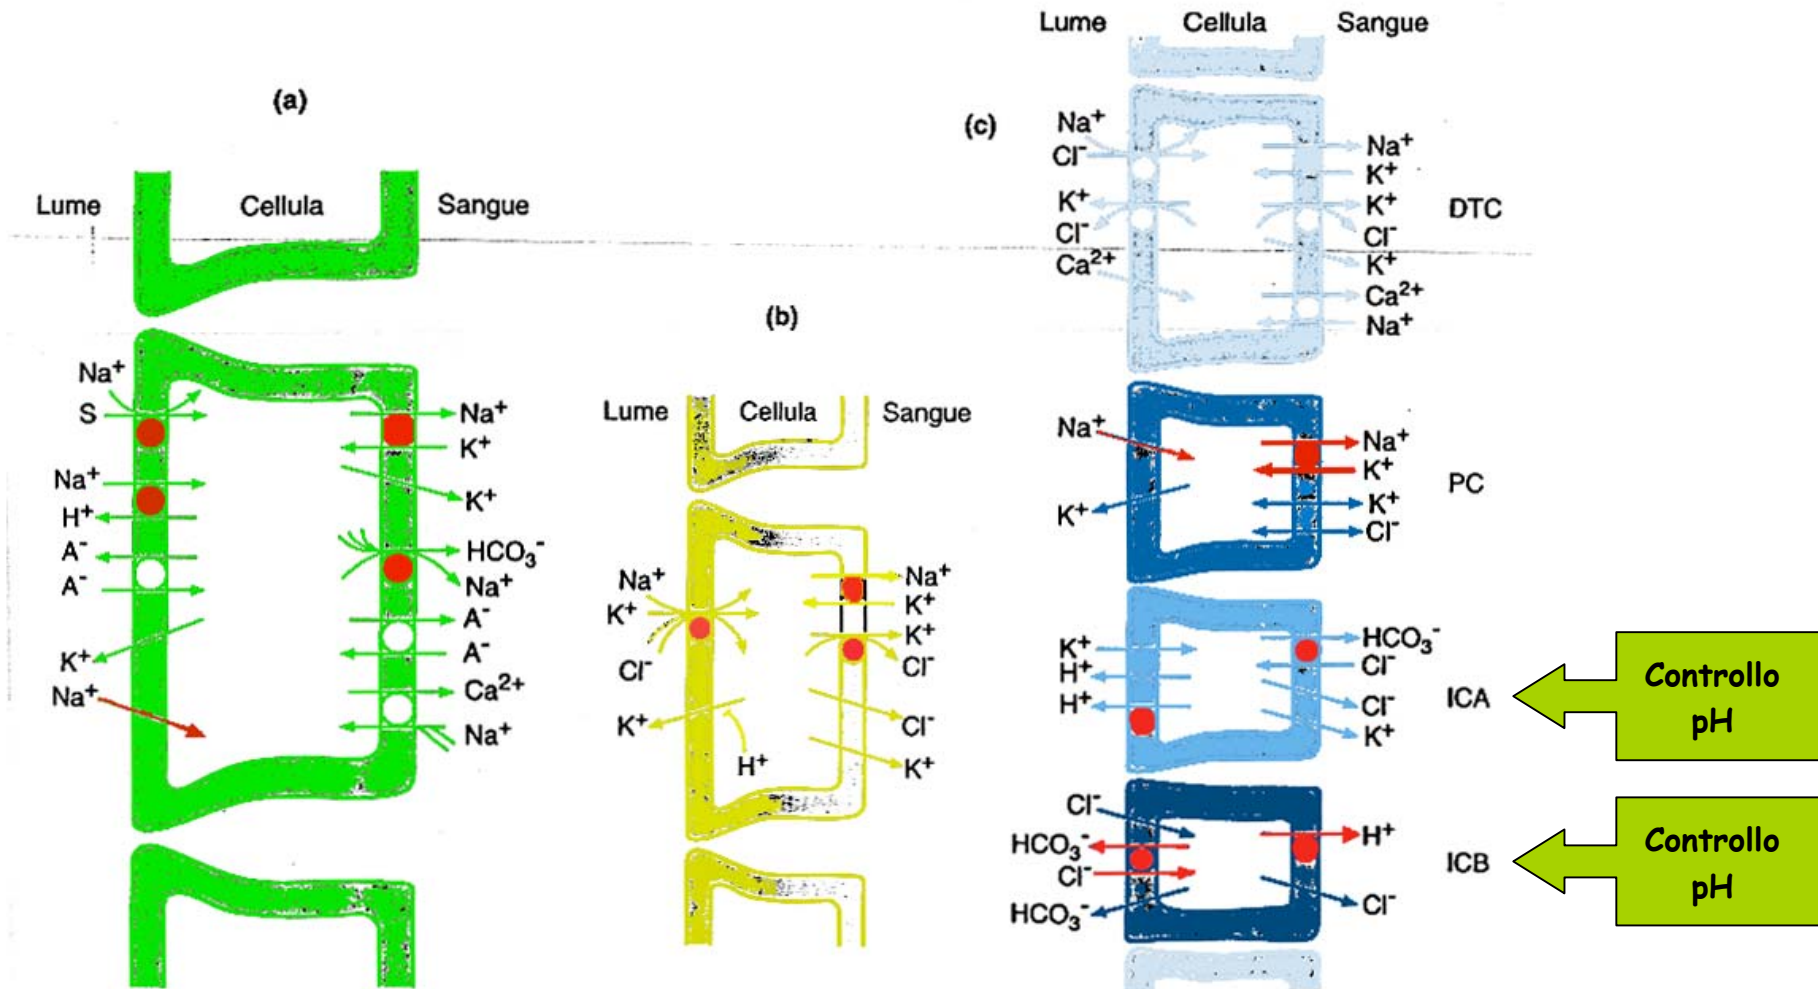 (a)
Lume Cellula Sangue
Na⁺
S
Na⁺
H⁺
A⁻
A⁻
K⁺
Na⁺
Na⁺
K⁺
K⁺
HCO₃⁻
Na⁺
A⁻
A⁻
Ca²⁺
Na⁺
(b)
Lume Cellula Sangue
Na⁺
K⁺
Cl⁻
K⁺
H⁺
Na⁺
K⁺
K⁺
Cl⁻
Cl⁻
K⁺
(c)
Lume Cellula Sangue
Na⁺
Cl⁻
K⁺
Cl⁻
Ca²⁺
Na⁺
K⁺
K⁺
Cl⁻
K⁺
Ca²⁺
Na⁺
DTC
Na⁺
K⁺
Na⁺
K⁺
K⁺
Cl⁻
PC
K⁺
H⁺
H⁺
HCO₃⁻
Cl⁻
Cl⁻
K⁺
ICA
Controllo
pH
Cl⁻
HCO₃⁻
Cl⁻
HCO₃⁻
H⁺
Cl⁻
ICB
Controllo
pH